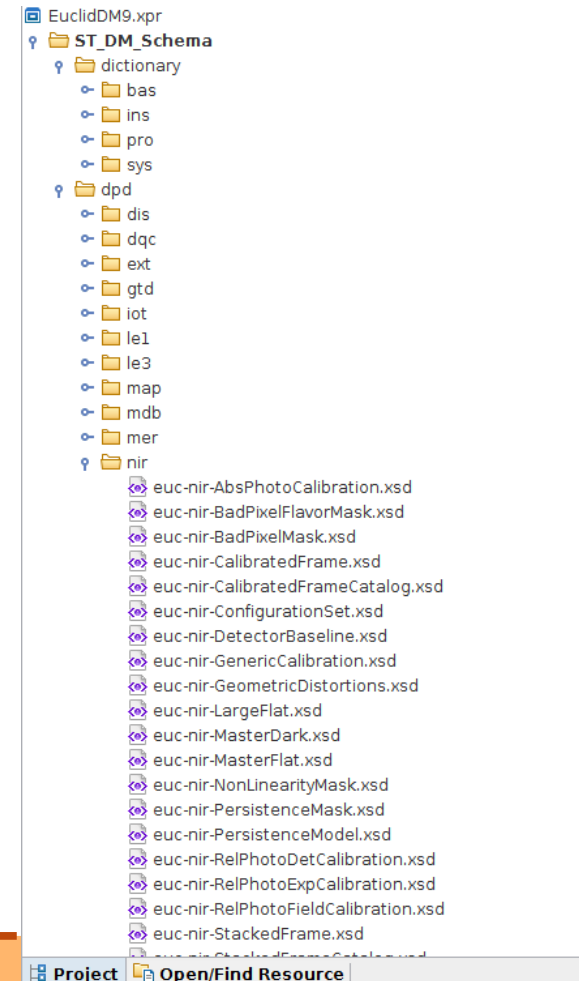 EuclidDM9.xpr
ST_DM_Schema
dictionary
bas
ins
pro
sys
dpd
dis
dqc
ext
gtd
iot
le1
le3
map
mdb
mer
nir
euc-nir-AbsPhotoCalibration.xsd
euc-nir-BadPixelFlavorMask.xsd
euc-nir-BadPixelMask.xsd
euc-nir-CalibratedFrame.xsd
euc-nir-CalibratedFrameCatalog.xsd
euc-nir-ConfigurationSet.xsd
euc-nir-DetectorBaseline.xsd
euc-nir-GenericCalibration.xsd
euc-nir-GeometricDistortions.xsd
euc-nir-LargeFlat.xsd
euc-nir-MasterDark.xsd
euc-nir-MasterFlat.xsd
euc-nir-NonLinearityMask.xsd
euc-nir-PersistenceMask.xsd
euc-nir-PersistenceModel.xsd
euc-nir-RelPhotoDetCalibration.xsd
euc-nir-RelPhotoExpCalibration.xsd
euc-nir-RelPhotoFieldCalibration.xsd
euc-nir-StackedFrame.xsd
euc-nir-StackedFrameCatalog.xsd
Project Open/Find Resource